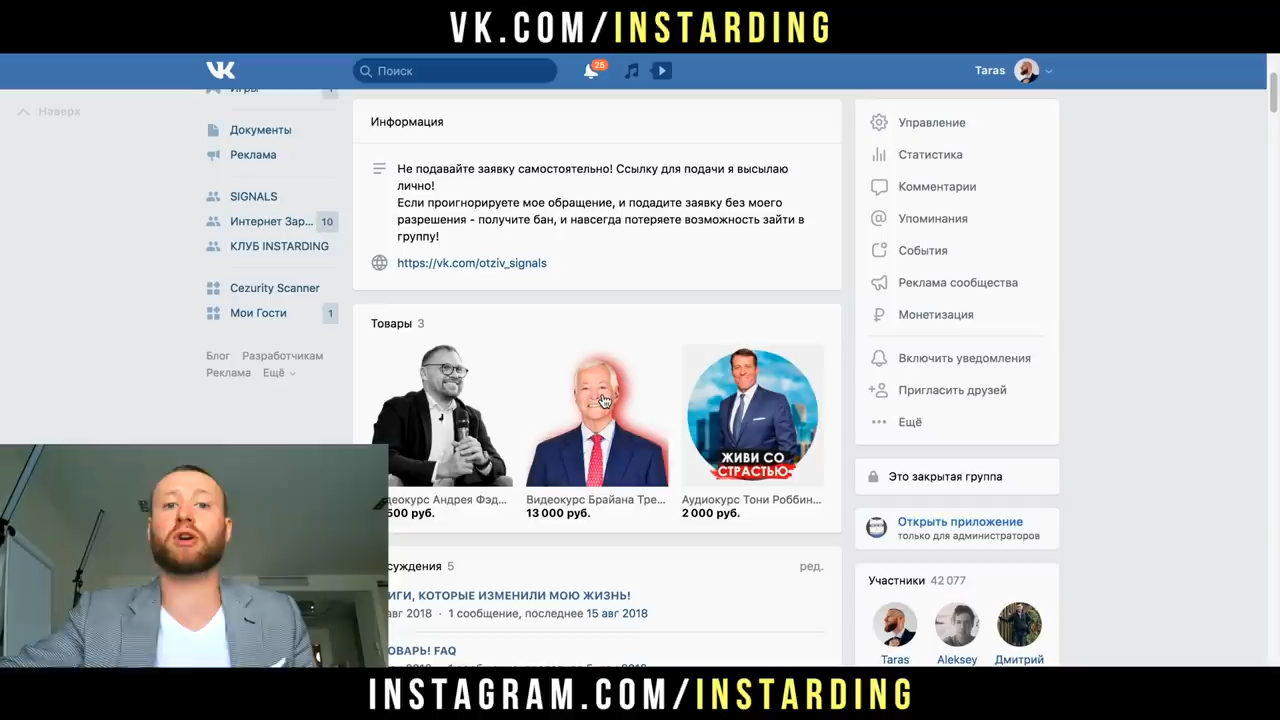 VK.COM/INSTARDING
Поиск
26
Taras
Наверх
Игры
1
Документы
Реклама
SIGNALS
Интернет Зар...
10
КЛУБ INSTARDING
Cezurity Scanner
Мои Гости
1
Блог Разработчикам
Реклама Ещё
Информация
Не подавайте заявку самостоятельно! Ссылку для подачи я высылаю
лично!
Если проигнорируете мое обращение, и подадите заявку без моего
разрешения - получите бан, и навсегда потеряете возможность зайти в
группу!
https://vk.com/otziv_signals
Товары 3
ЖИВИ СО
СТРАСТЬЮ
деокурс Андрея Фэд...
500 руб.
Видеокурс Брайана Тре...
13 000 руб.
Аудиокурс Тони Роббин...
2 000 руб.
суждения 5
ред.
ИГИ, КОТОРЫЕ ИЗМЕНИЛИ МОЮ ЖИЗНЬ!
авг 2018 · 1 сообщение, последнее 15 авг 2018
ОВАРЬ! FAQ
Управление
Статистика
Комментарии
Упоминания
События
Реклама сообщества
Монетизация
Включить уведомления
Пригласить друзей
Ещё
Это закрытая группа
Открыть приложение
только для администраторов
Участники 42 077
Taras
Aleksey
Дмитрий
INSTAGRAM.COM/INSTARDING